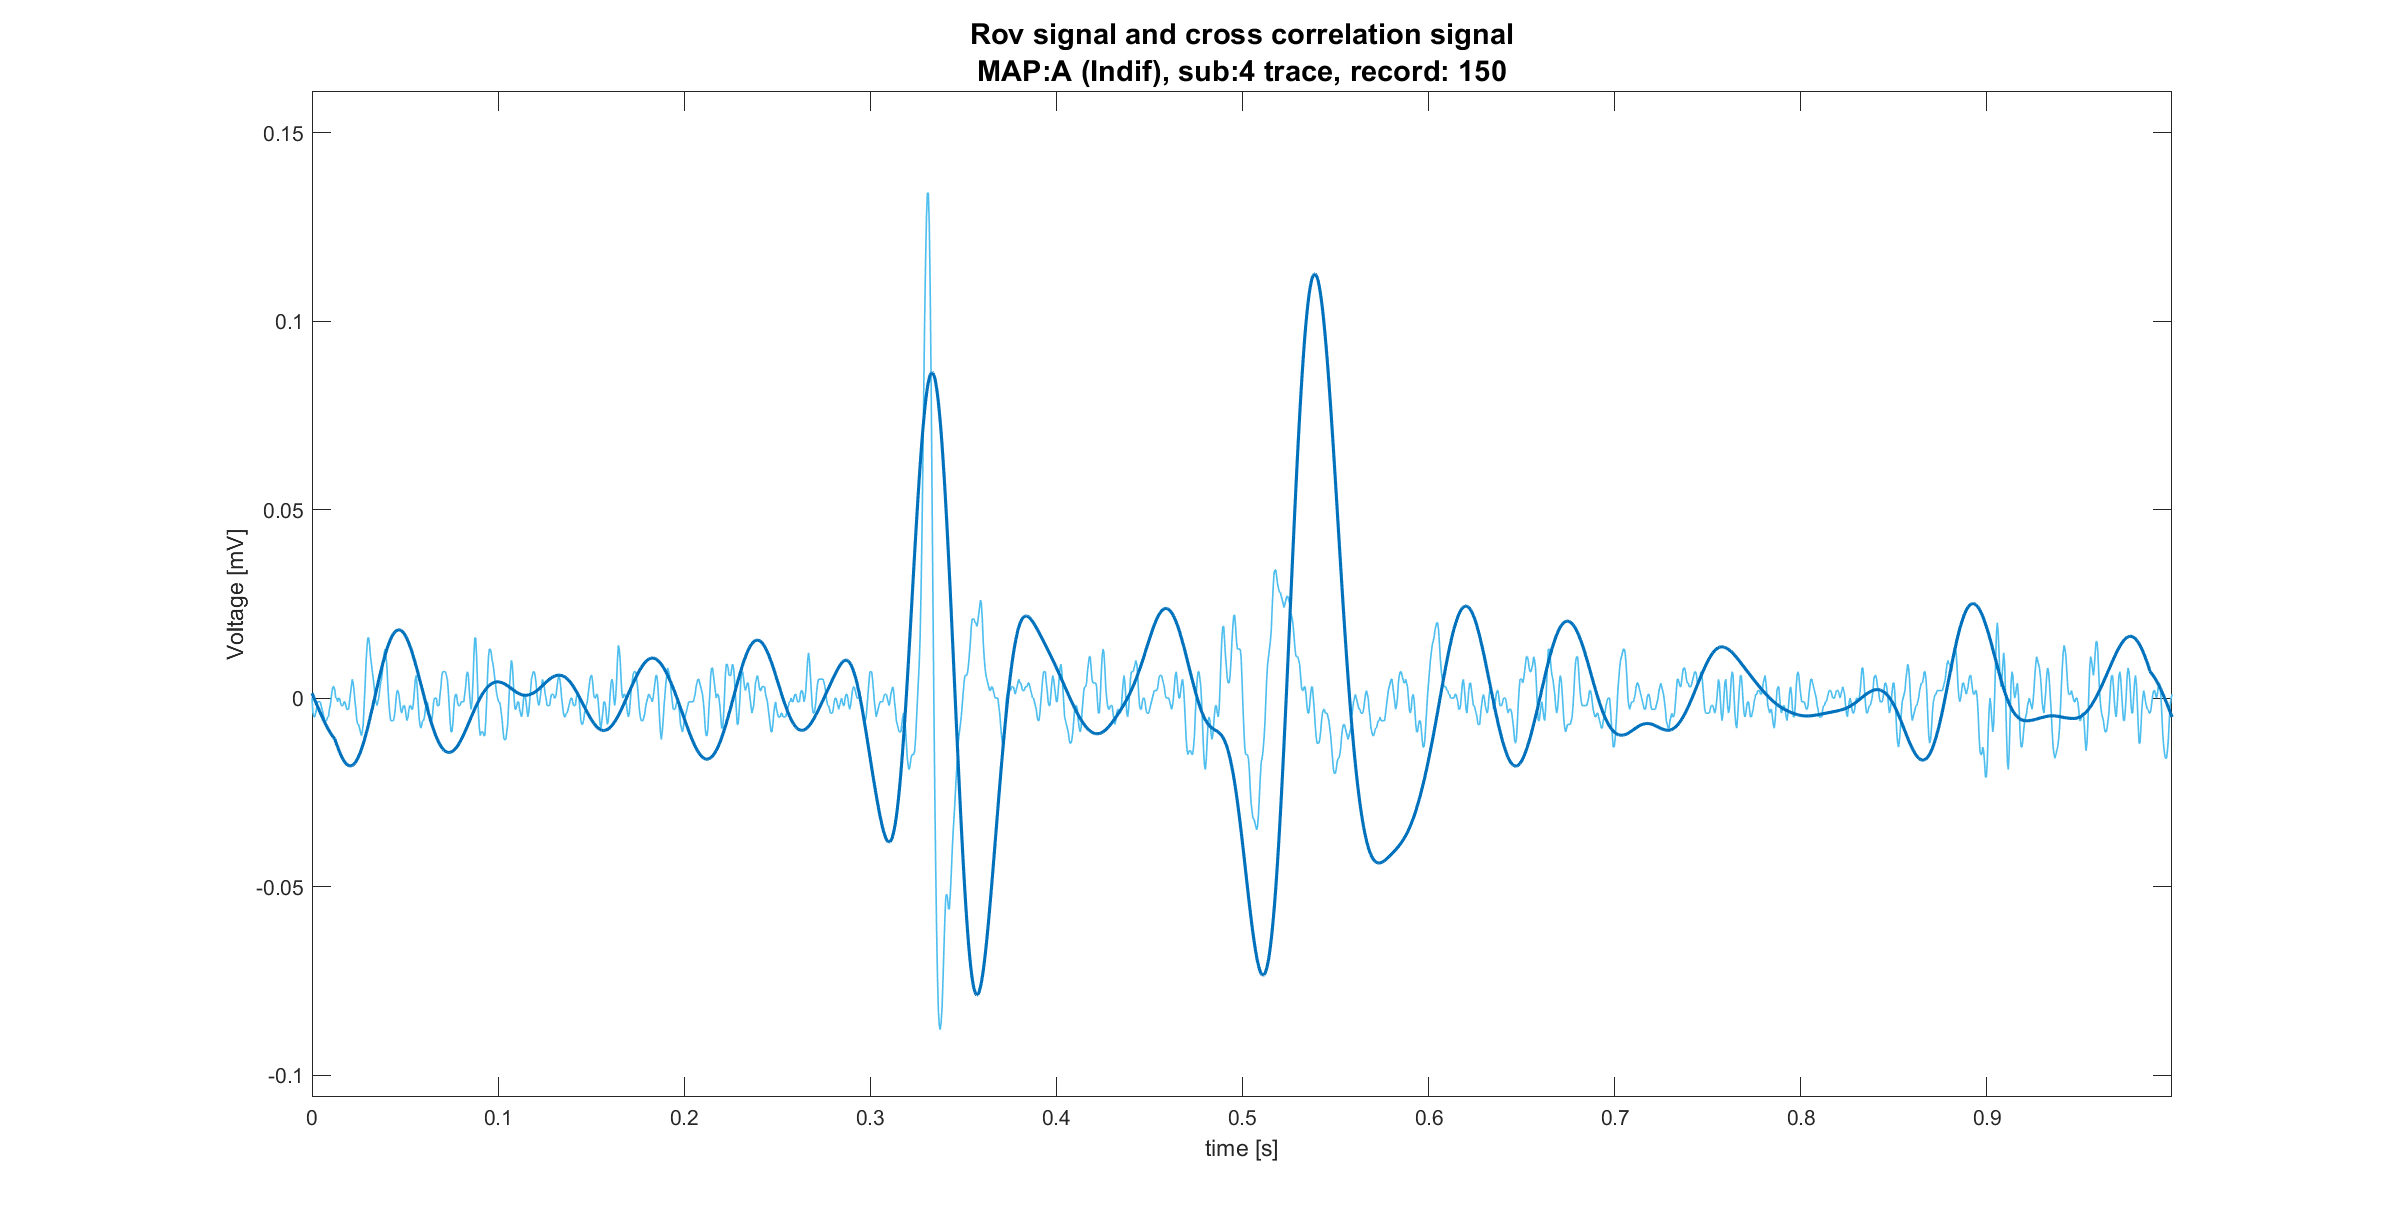 Rov signal and cross correlation signal
MAP:A (Indif), sub:4 trace, record: 150
0.15
0.1
0.05
0
-0.05
-0.1
Voltage [mV]
0 0.1 0.2 0.3 0.4 0.5 0.6 0.7 0.8 0.9
time [s]